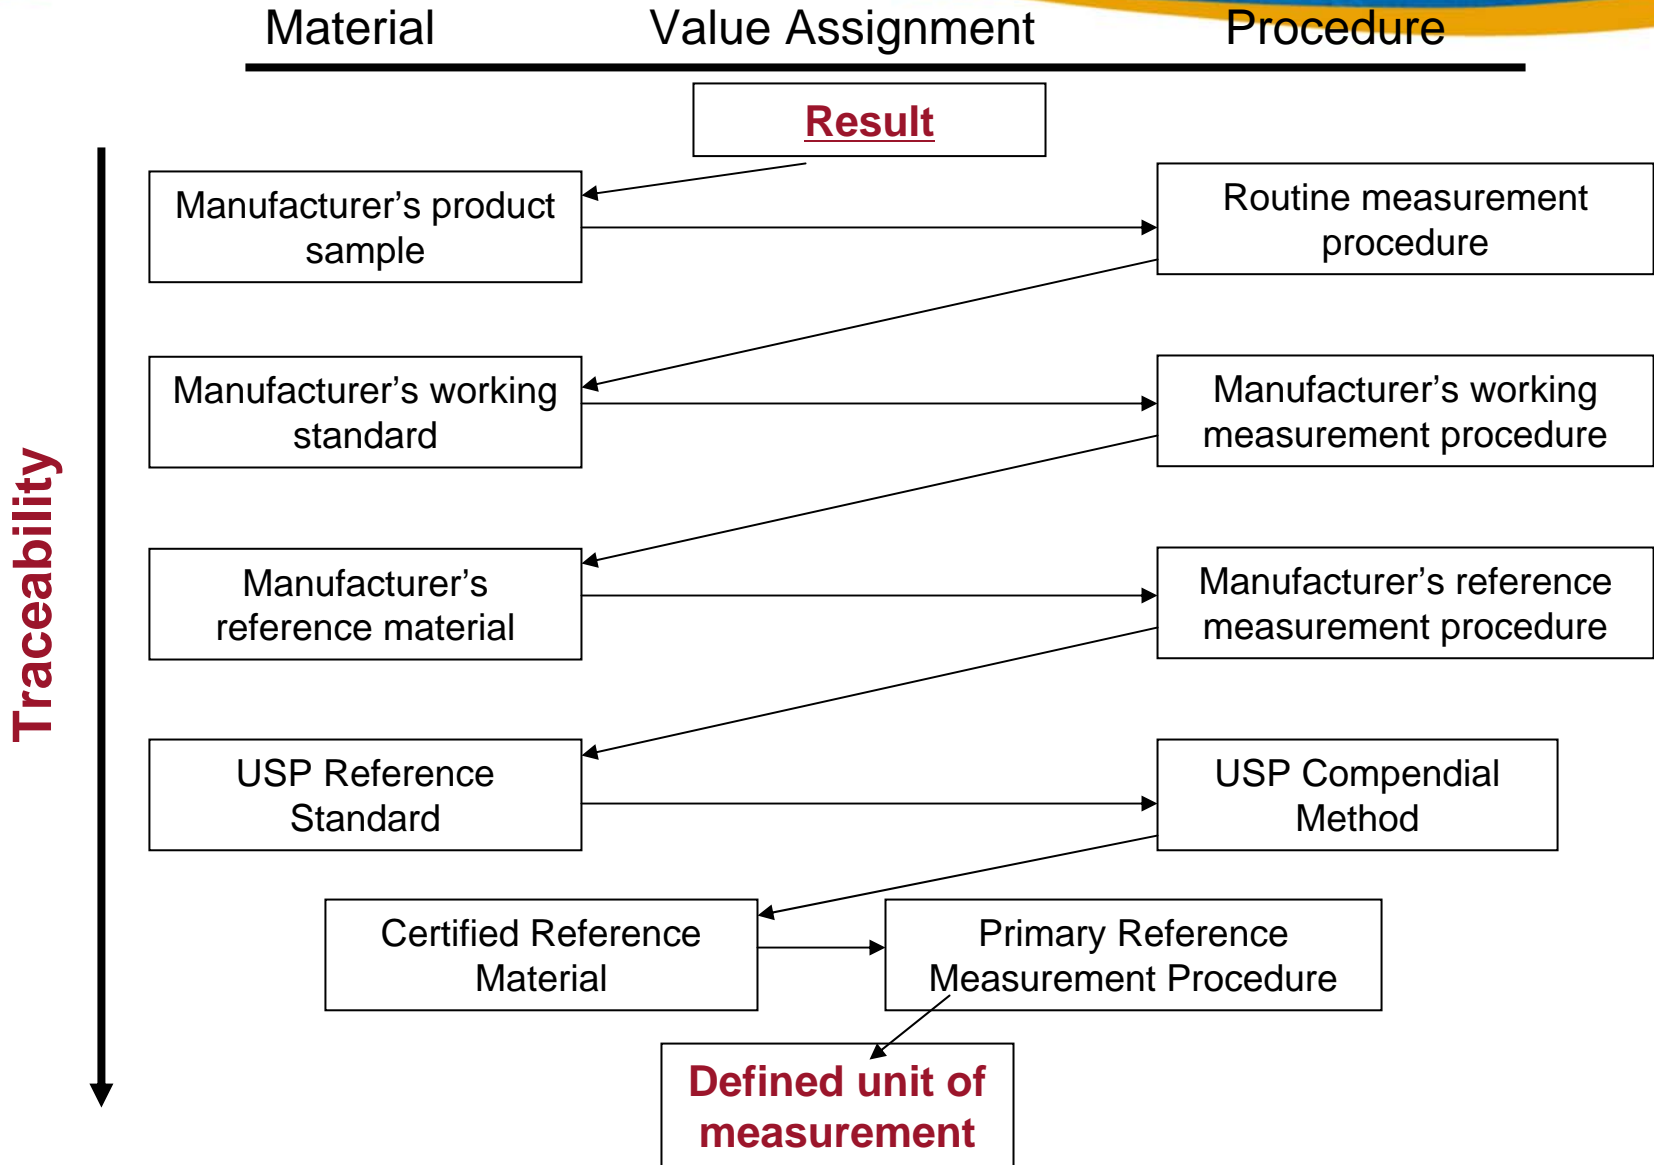 Material Value Assignment Procedure
Result
Manufacturer’s product
sample
Routine measurement
procedure
Manufacturer’s working
standard
Manufacturer’s working
measurement procedure
Traceability
Manufacturer’s
reference material
Manufacturer’s reference
measurement procedure
USP Reference
Standard
USP Compendial
Method
Certified Reference
Material
Primary Reference
Measurement Procedure
Defined unit of
measurement